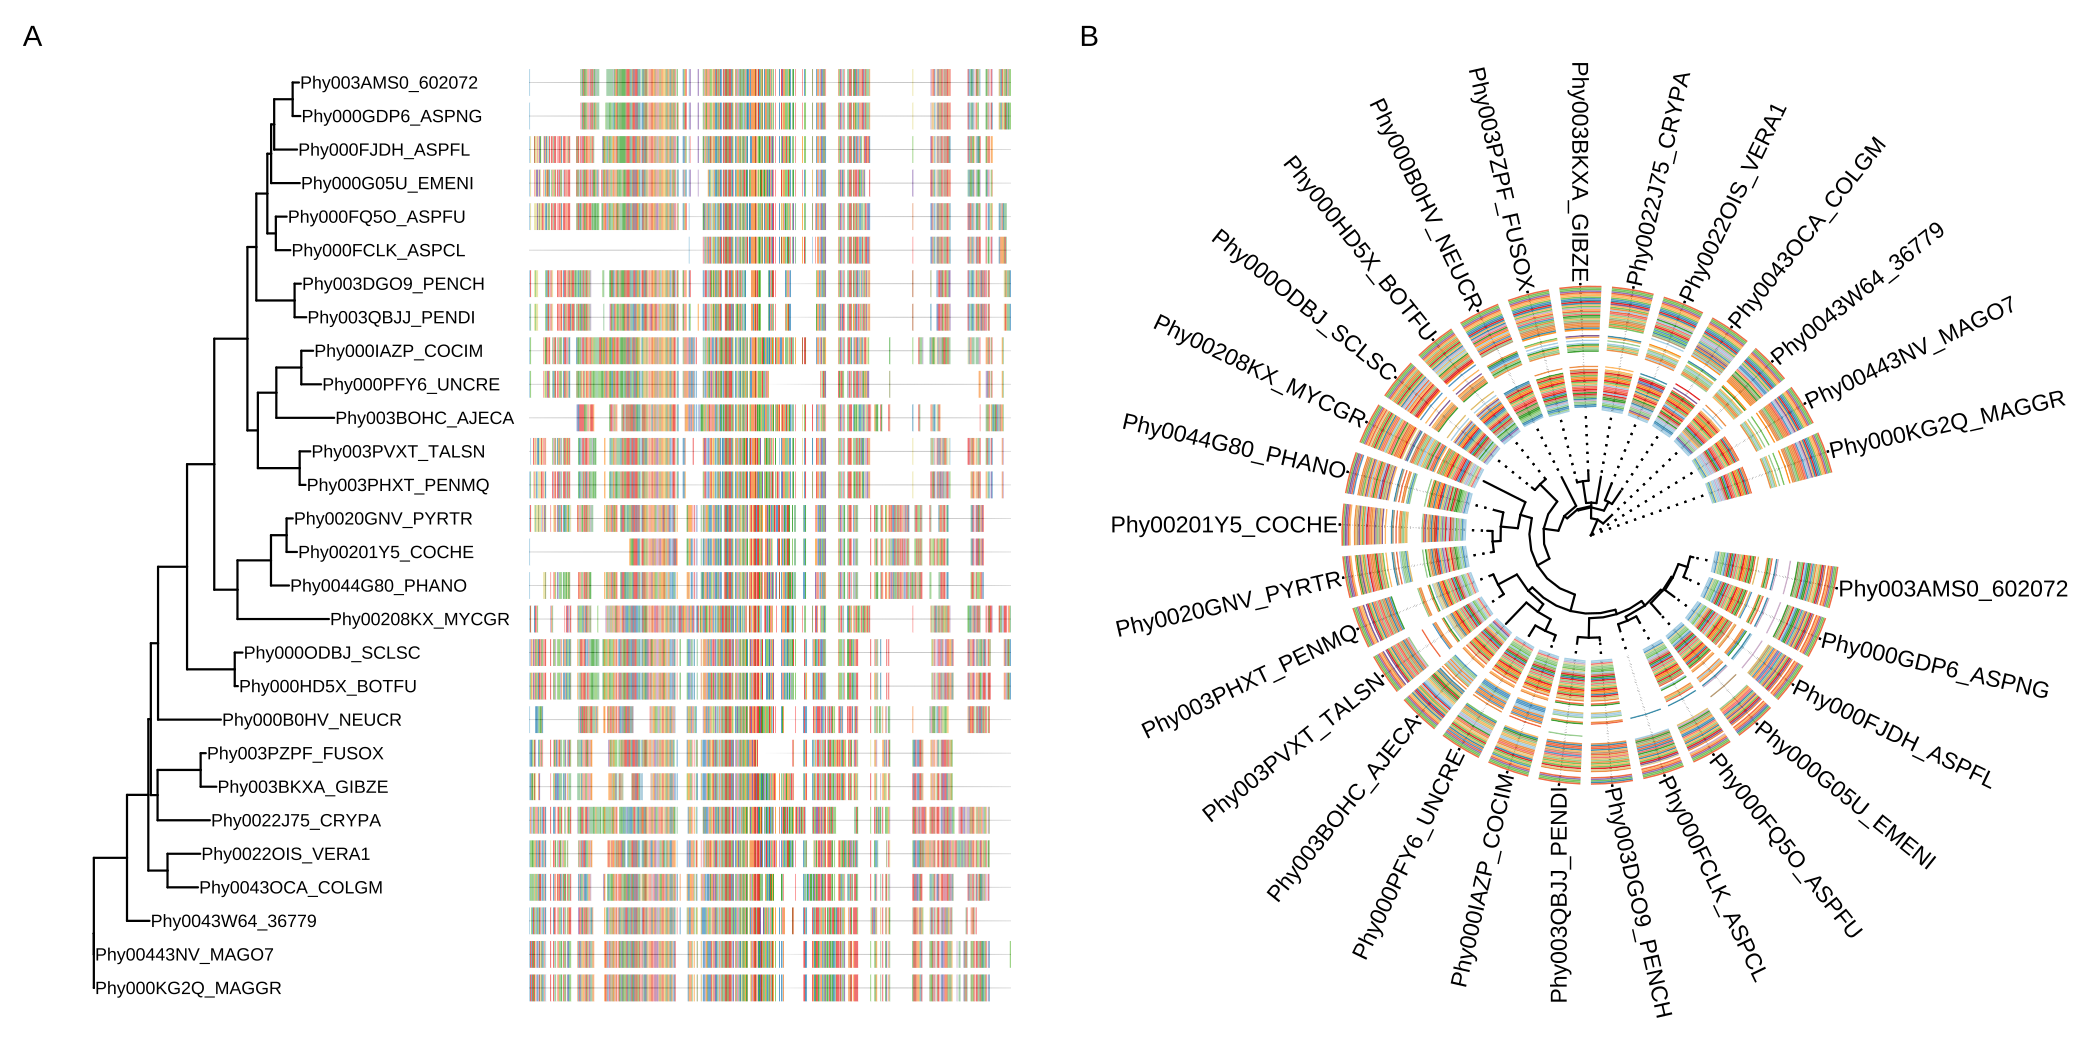 A
Phy003AMS0_602072
Phy000GDP6_ASPNG
Phy000FJDH_ASPFL
Phy000G05U_EMENI
Phy000FQ5O_ASPFU
Phy000FCLK_ASPCL
Phy003DGO9_PENCH
Phy003QBJJ_PENDI
Phy000IAZP_COCIM
Phy000PFY6_UNCRE
Phy003BOHC_AJECA
Phy003PVXT_TALSN
Phy003PHXT_PENMQ
Phy0020GNV_PYRTR
Phy00201Y5_COCHE
Phy0044G80_PHANO
Phy00208KX_MYCGR
Phy000ODBJ_SCLSC
Phy000HD5X_BOTFU
Phy000B0HV_NEUCR
Phy003PZPF_FUSOX
Phy003BKXA_GIBZE
Phy0022J75_CRYPA
Phy0022OIS_VERA1
Phy0043OCA_COLGM
Phy0043W64_36779
Phy00443NV_MAGO7
Phy000KG2Q_MAGGR
B
Phy003AMS0_602072
Phy000GDP6_ASPNG
Phy000FJDH_ASPFL
Phy000G05U_EMENI
Phy000FQ5O_ASPFU
Phy000FCLK_ASPCL
Phy003DGO9_PENCH
Phy003QBJJ_PENDI
Phy000IAZP_COCIM
Phy000PFY6_UNCRE
Phy003BOHC_AJECA
Phy003PVXT_TALSN
Phy003PHXT_PENMQ
Phy0020GNV_PYRTR
Phy00201Y5_COCHE
Phy0044G80_PHANO
Phy00208KX_MYCGR
Phy000ODBJ_SCLSC
Phy000HD5X_BOTFU
Phy000B0HV_NEUCR
Phy003PZPF_FUSOX
Phy003BKXA_GIBZE
Phy0022J75_CRYPA
Phy0022OIS_VERA1
Phy0043OCA_COLGM
Phy0043W64_36779
Phy00443NV_MAGO7
Phy000KG2Q_MAGGR